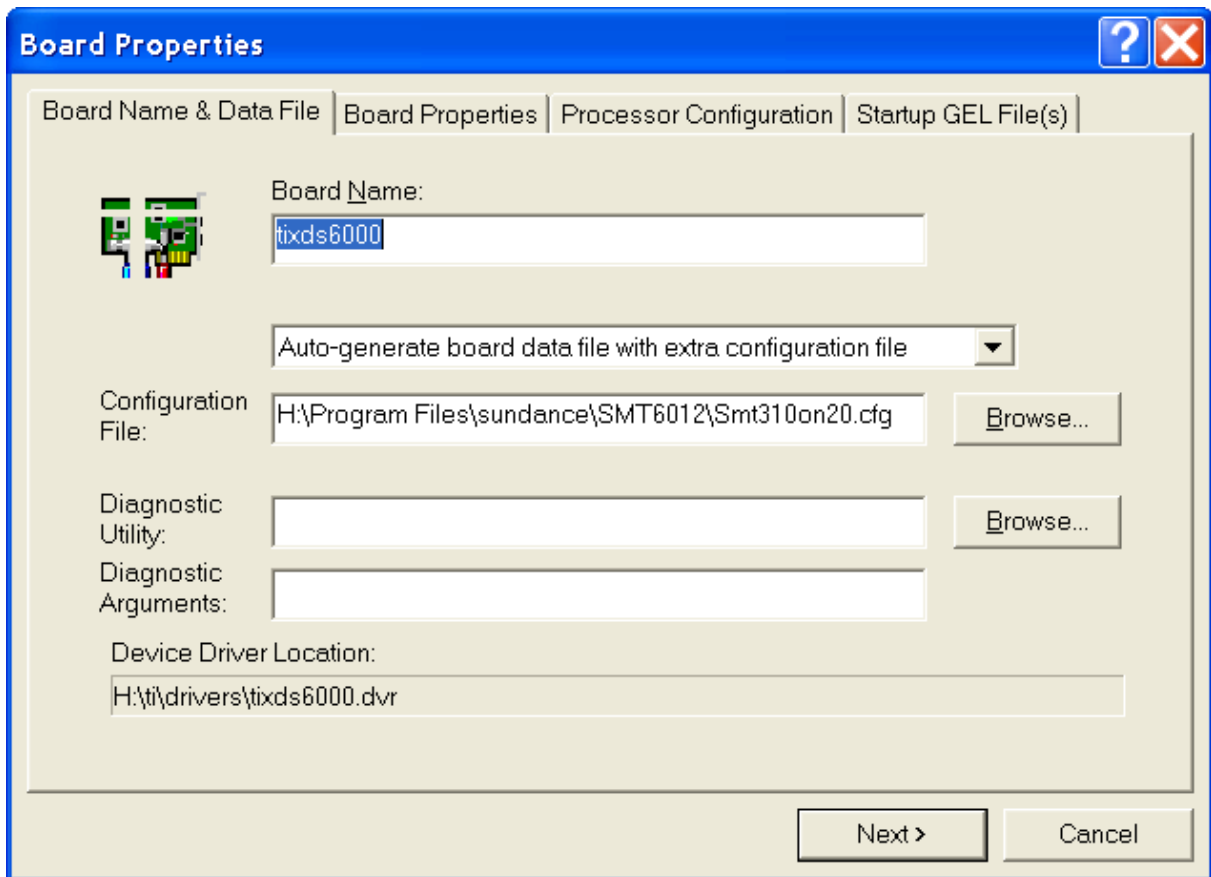 Board Properties
Board Name & Data File Board Properties Processor Configuration Startup GEL File(s)
Board Name:
tixds6000
Auto-generate board data file with extra configuration file
Configuration
File:
H:\Program Files\sundance\SMT6012\Smt310on20.cfg
Browse...
Diagnostic
Utility:
Browse...
Diagnostic
Arguments:
Device Driver Location:
H:\ti\drivers\tixds6000.dvr
Next > Cancel